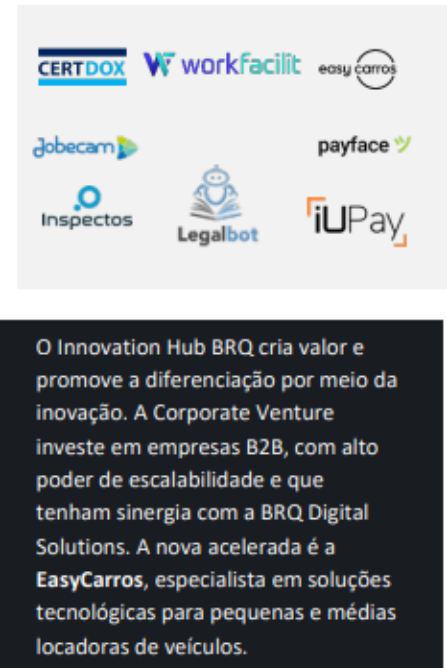 CERTDOX workfacilit easy carros
Jobecam payface
Inspectos Legalbot iUPay
O Innovation Hub BRQ cria valor e
promove a diferenciação por meio da
inovação. A Corporate Venture
investe em empresas B2B, com alto
poder de escalabilidade e que
tenham sinergia com a BRQ Digital
Solutions. A nova acelerada é a
EasyCarros, especialista em soluções
tecnológicas para pequenas e médias
locadoras de veículos.